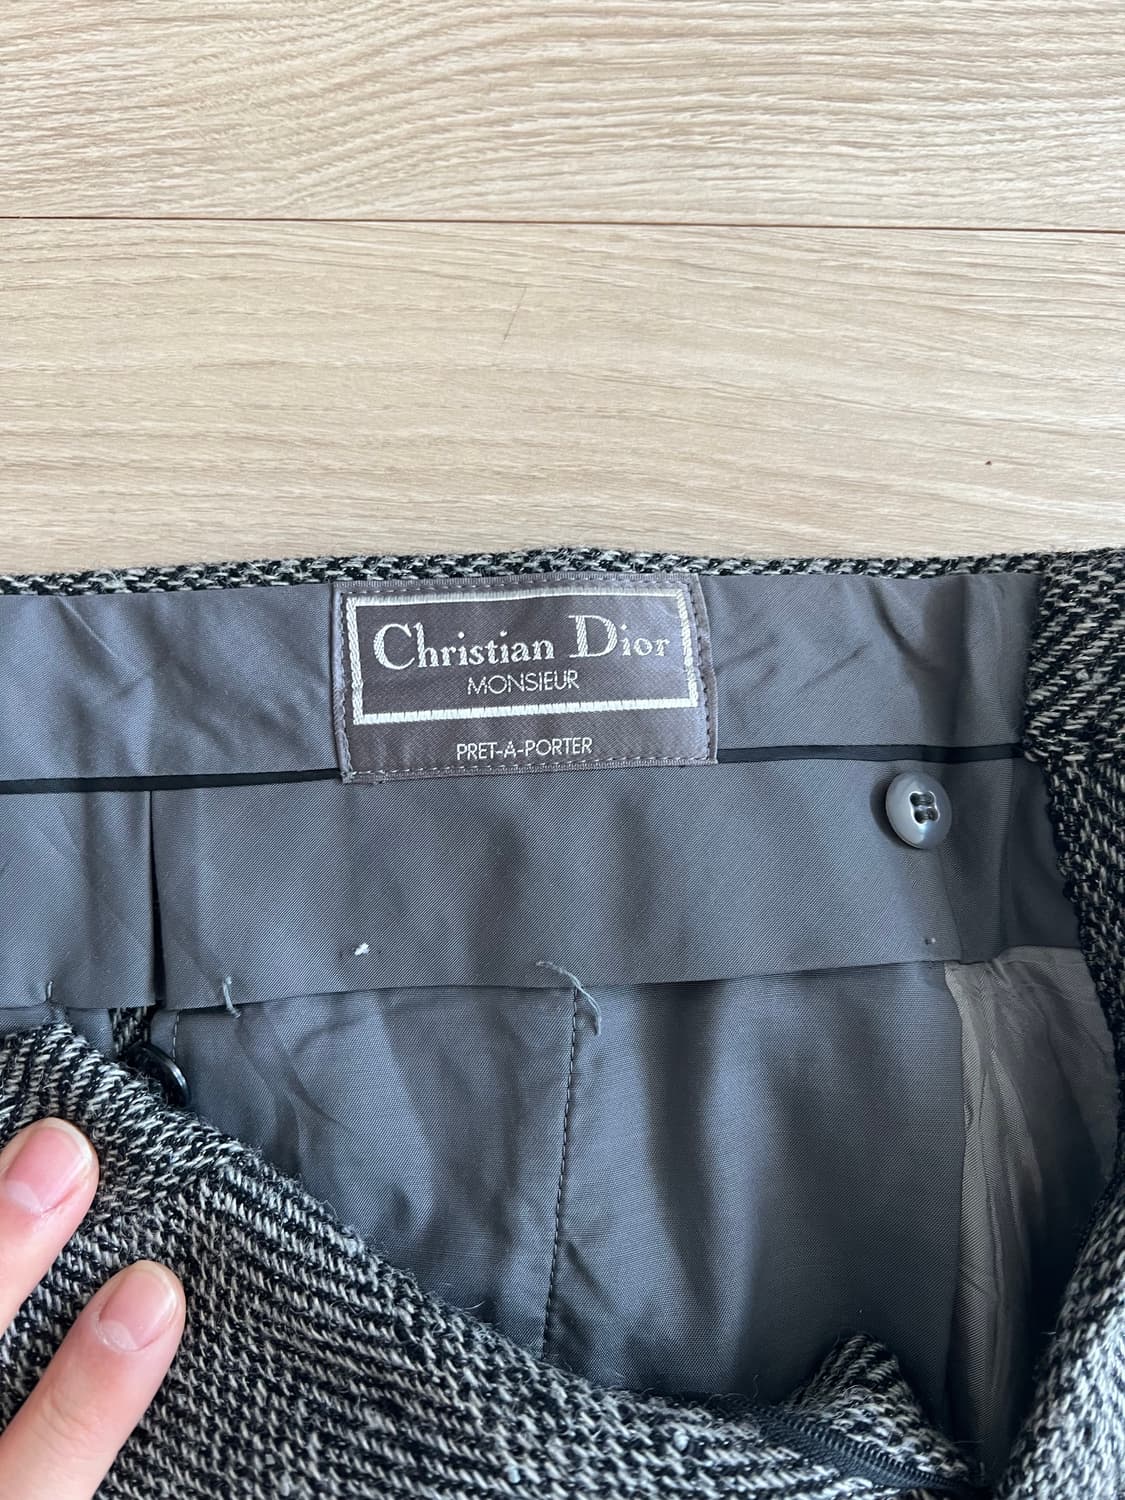 Christian Dior
MONSIEUR
PRET-A-PORTER